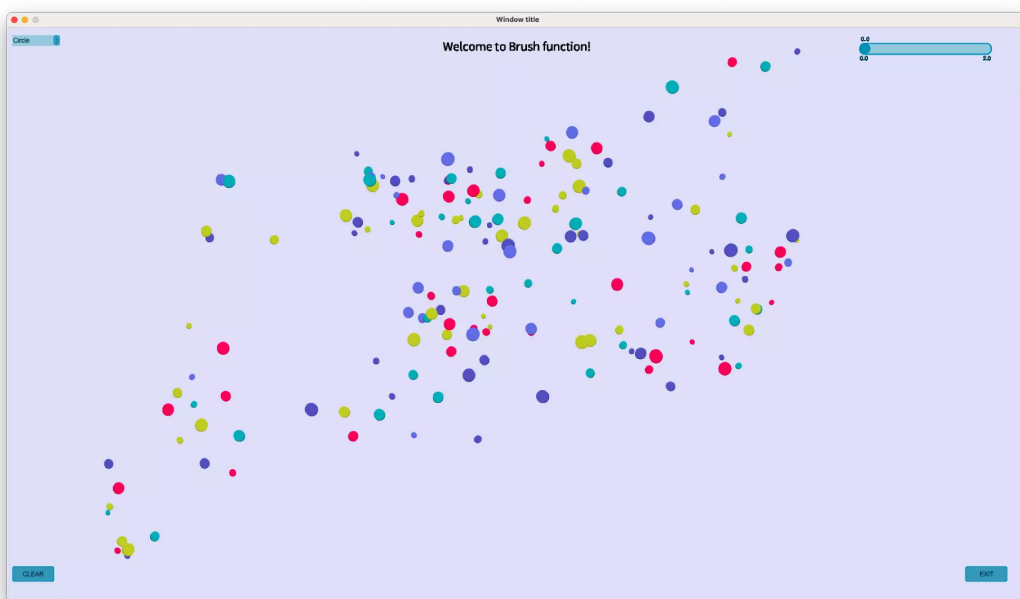 Window title
Circle
Welcome to Brush function!
0.0
0.0
2.0
CLEAR
EXIT